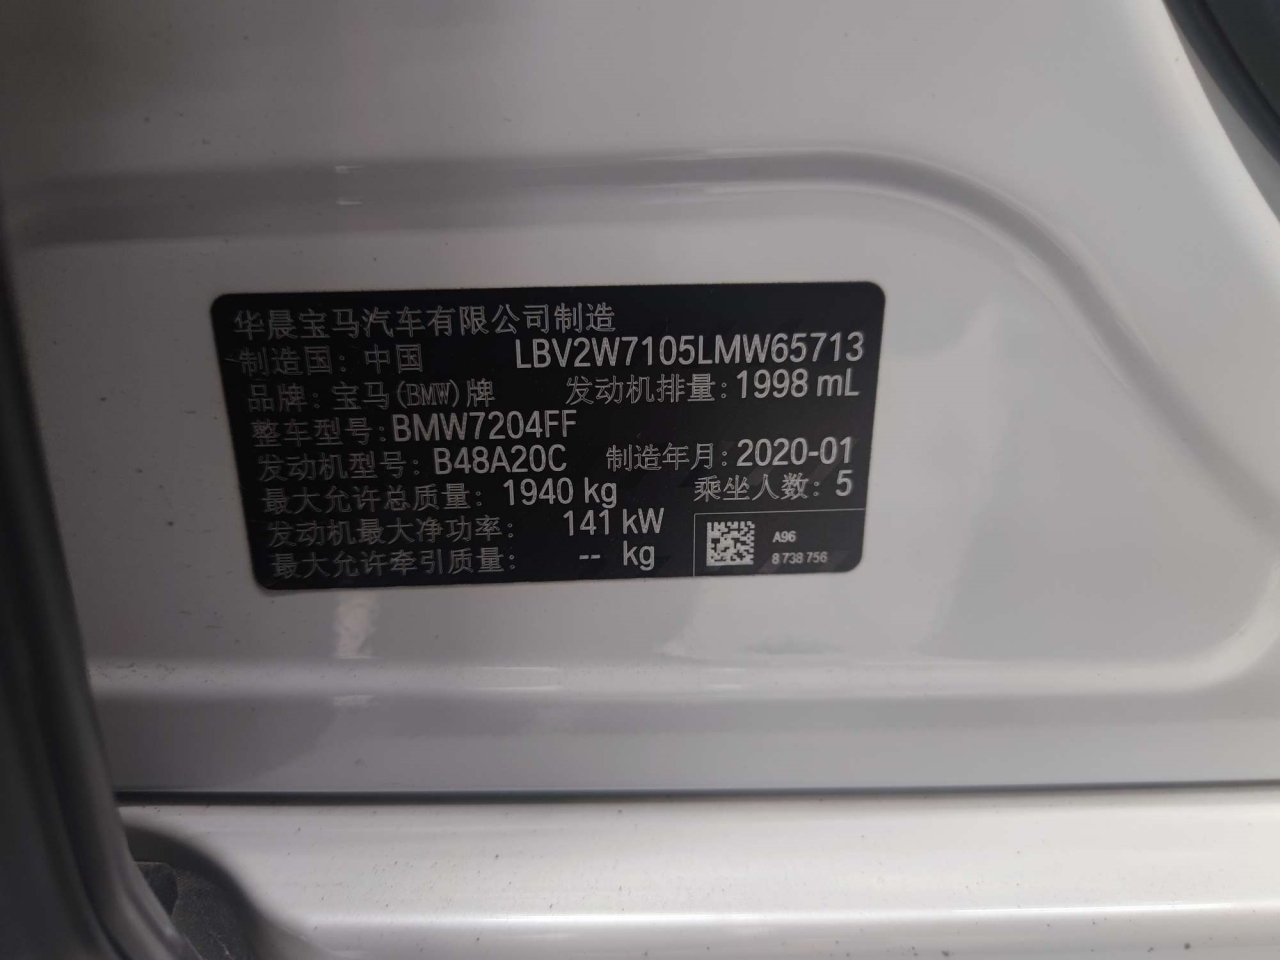 华晨宝马汽车有限公司制造
制造国：中国 LBV2W7105LMW65713
品牌：宝马(BMW)牌 发动机排量：1998 mL
整车型号：BMW7204FF
发动机型号：B48A20C 制造年月：2020-01
最大允许总质量：1940 kg 乘坐人数：5
发动机最大净功率：141 kW
最大允许牵引质量：-- kg
A96
8 738 756